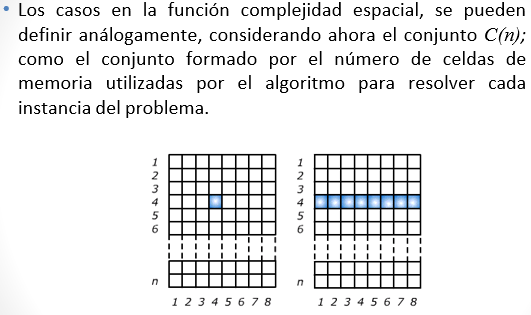 • Los casos en la función complejidad espacial, se pueden
definir análogamente, considerando ahora el conjunto C(n);
como el conjunto formado por el número de celdas de
memoria utilizadas por el algoritmo para resolver cada
instancia del problema.
1
2
3
4
5
6
n
1 2 3 4 5 6 7 8
1
2
3
4
5
6
n
1 2 3 4 5 6 7 8